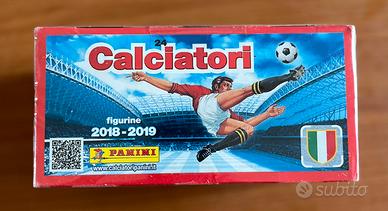 24
Calciatori
figurine
2018-2019
PANINI
www.calciatoripanini.it
subito